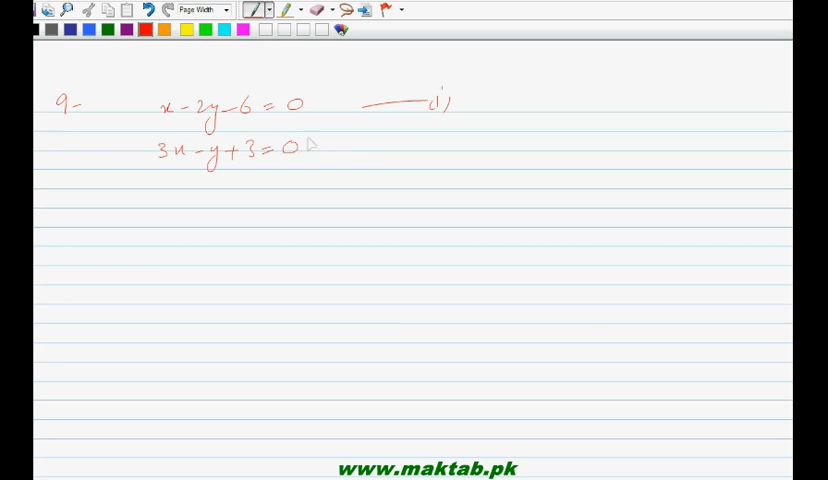 Page Width
9- x - 2y - 6 = 0 ——— (i)
3x - y + 3 = 0
www.maktab.pk